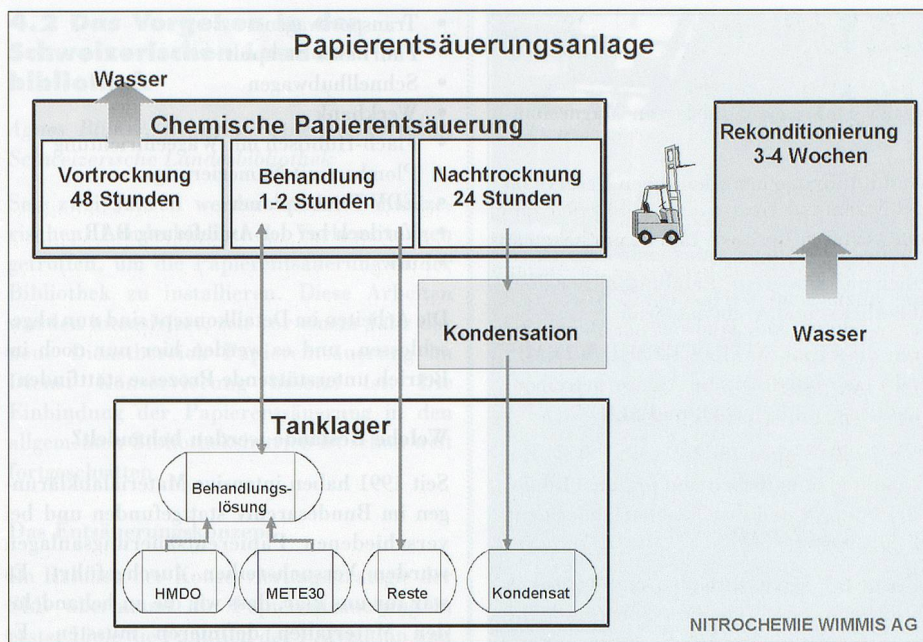 Papierentsäuerungsanlage
Wasser
Chemische Papierentsäuerung
Vortrocknung
48 Stunden
Behandlung
1-2 Stunden
Nachtrocknung
24 Stunden
Rekonditionierung
3-4 Wochen
Kondensation
Wasser
Tanklager
Behandlungs-
lösung
HMDO
METE30
Reste
Kondensat
NITROCHEMIE WIMMIS AG